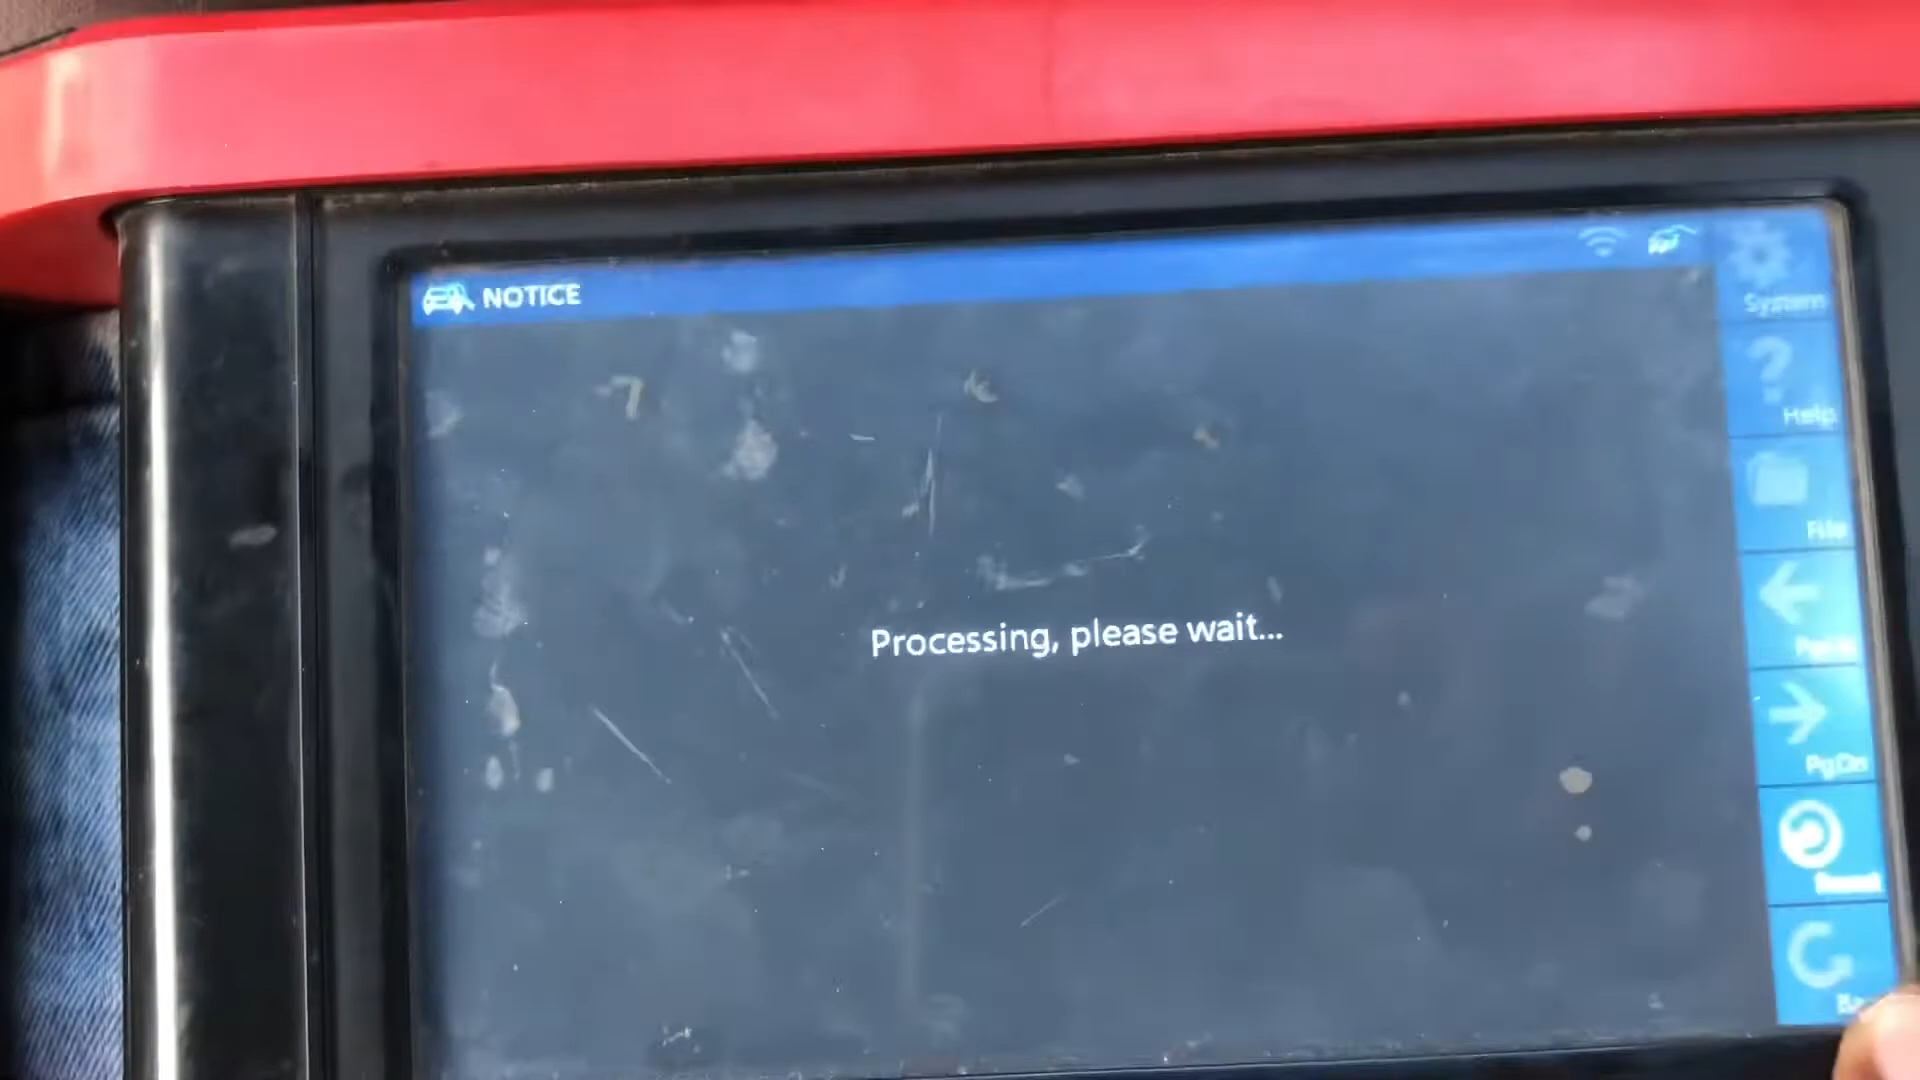 NOTICE
System
Help
File
Processing, please wait...
PgDn